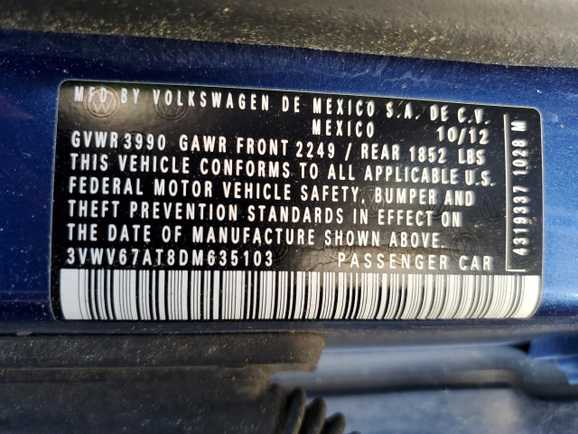 MFD BY VOLKSWAGEN DE MEXICO S.A. DE C.V.
MEXICO 10/12
GVWR 3990 GAWR FRONT 2249 / REAR 1852 LBS
THIS VEHICLE CONFORMS TO ALL APPLICABLE U.S.
FEDERAL MOTOR VEHICLE SAFETY, BUMPER AND
THEFT PREVENTION STANDARDS IN EFFECT ON
THE DATE OF MANUFACTURE SHOWN ABOVE.
3VWV67AT8DM635103 PASSENGER CAR
4319337 1028 M